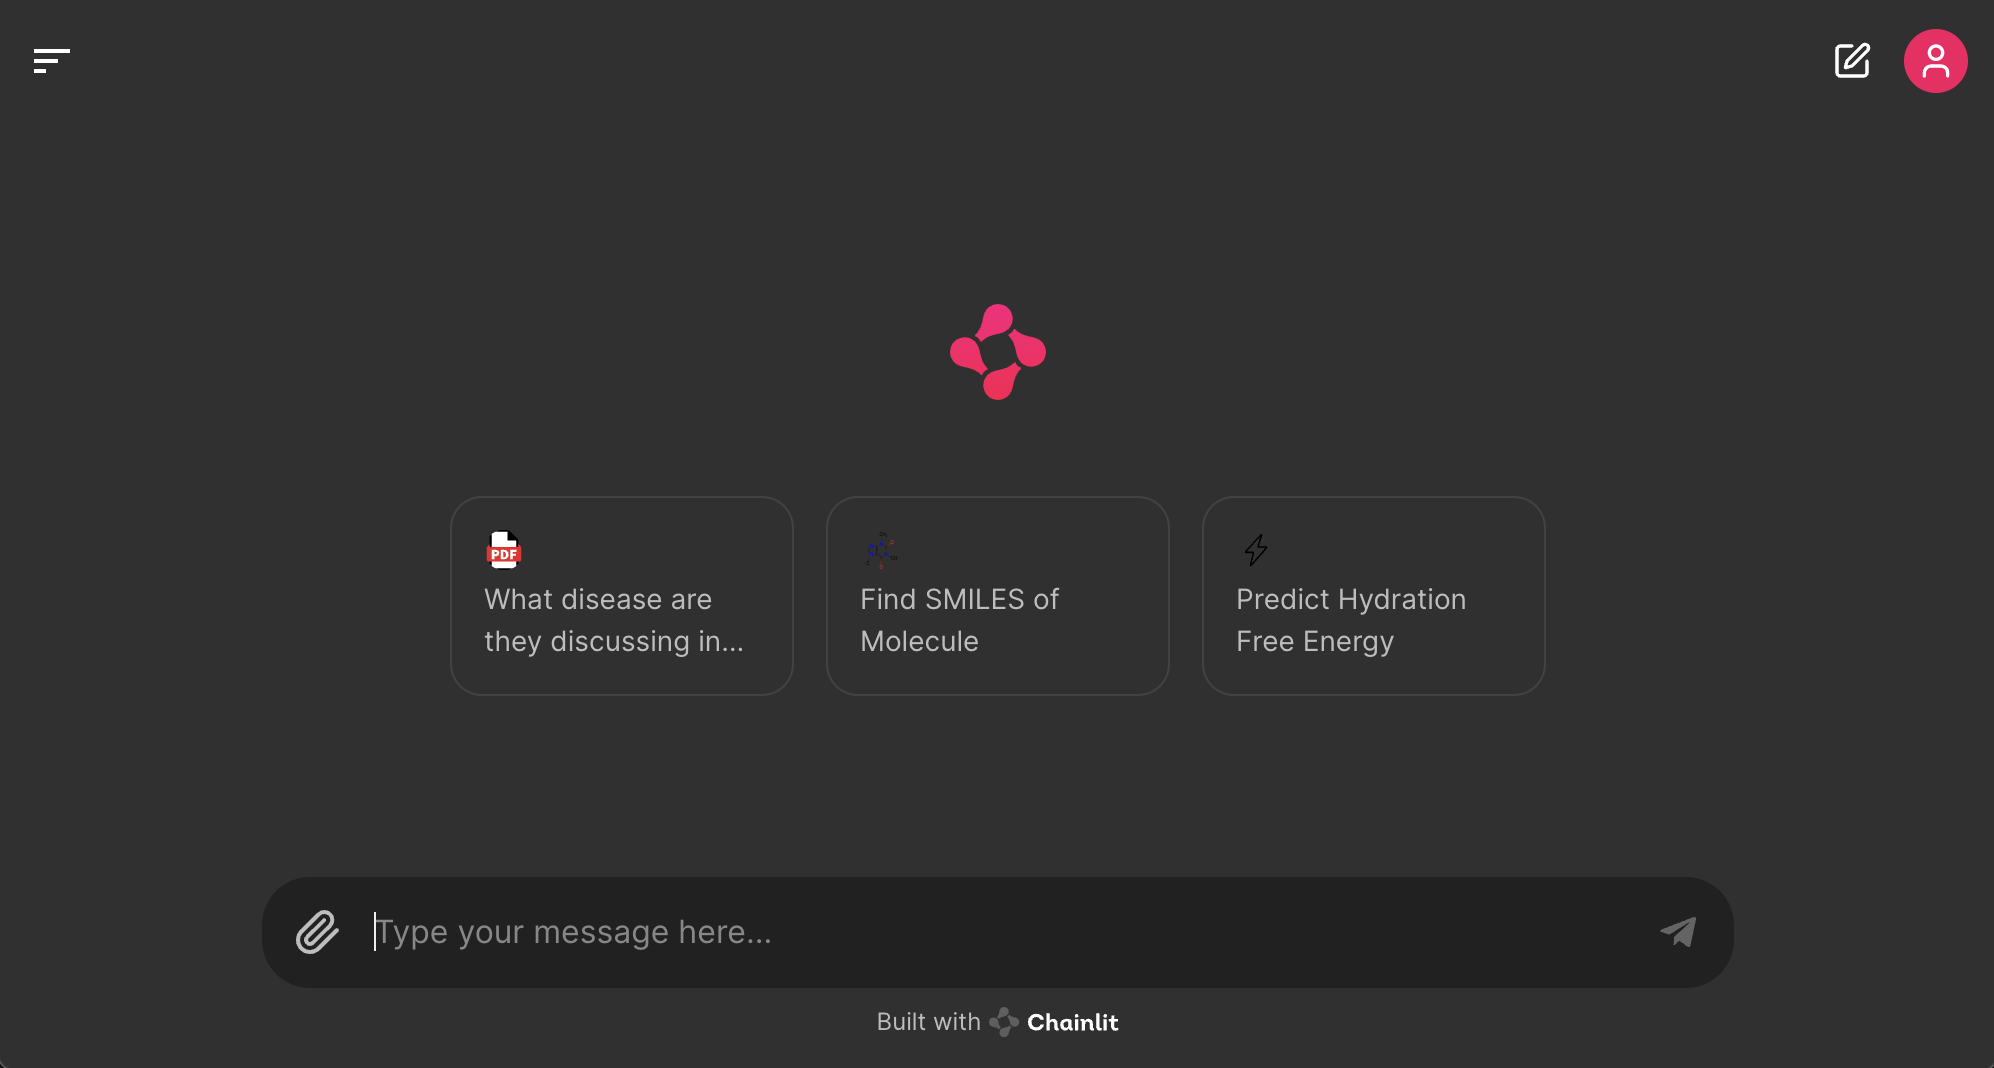 PDF
What disease are
they discussing in...
Find SMILES of
Molecule
Predict Hydration
Free Energy
Type your message here...
Built with Chainlit